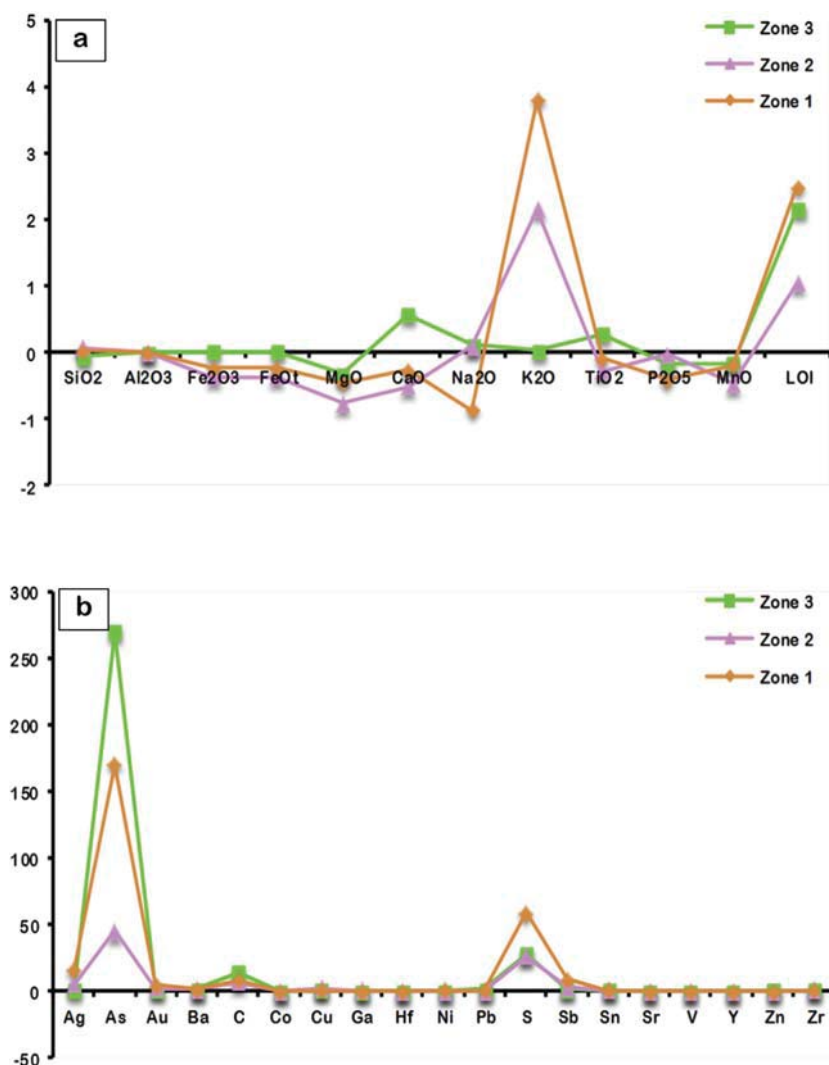 a
5
4
3
2
1
0
-1
-2
Zone 3
Zone 2
Zone 1
SiO2 Al2O3 Fe2O3 FeOt MgO CaO Na2O K2O TiO2 P2O5 MnO LOI
b
300
250
200
150
100
50
0
-50
Zone 3
Zone 2
Zone 1
Ag As Au Ba C Co Cu Ga Hf Ni Pb S Sb Sn Sr V Y Zn Zr